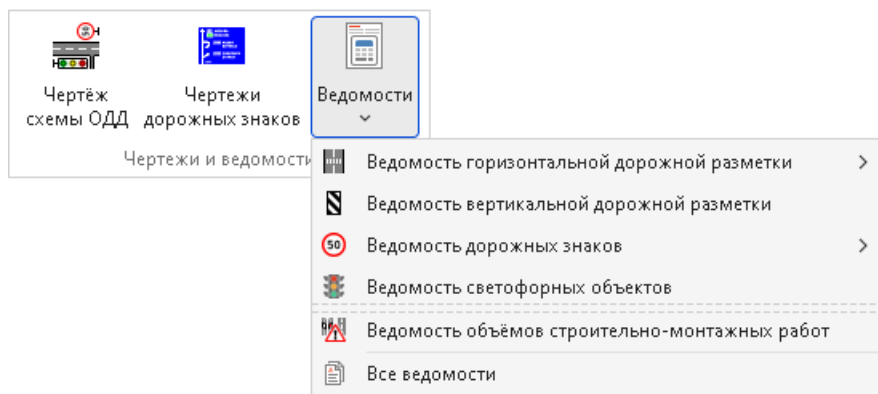 Чертёж
схемы ОДД
Чертежи
дорожных знаков
Ведомости
Чертежи и ведомости
Ведомость горизонтальной дорожной разметки
Ведомость вертикальной дорожной разметки
50
Ведомость дорожных знаков
Ведомость светофорных объектов
Ведомость объёмов строительно-монтажных работ
Все ведомости